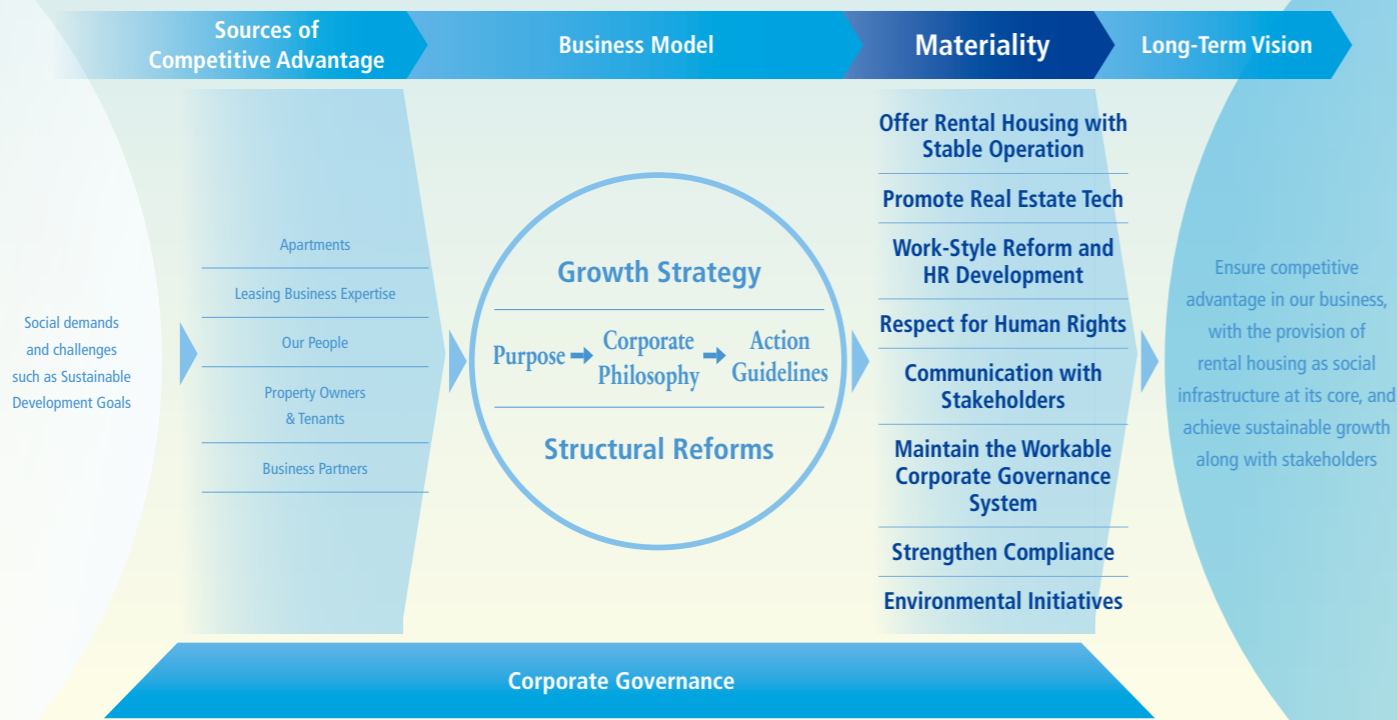 Sources of
Competitive Advantage
Business Model
Materiality
Long-Term Vision
Social demands
and challenges
such as Sustainable
Development Goals
Apartments
Leasing Business Expertise
Our People
Property Owners
& Tenants
Business Partners
Growth Strategy
Purpose → Corporate Philosophy → Action Guidelines
Structural Reforms
Offer Rental Housing with
Stable Operation
Promote Real Estate Tech
Work-Style Reform and
HR Development
Respect for Human Rights
Communication with
Stakeholders
Maintain the Workable
Corporate Governance
System
Strengthen Compliance
Environmental Initiatives
Ensure competitive
advantage in our business,
with the provision of
rental housing as social
infrastructure at its core, and
achieve sustainable growth
along with stakeholders
Corporate Governance